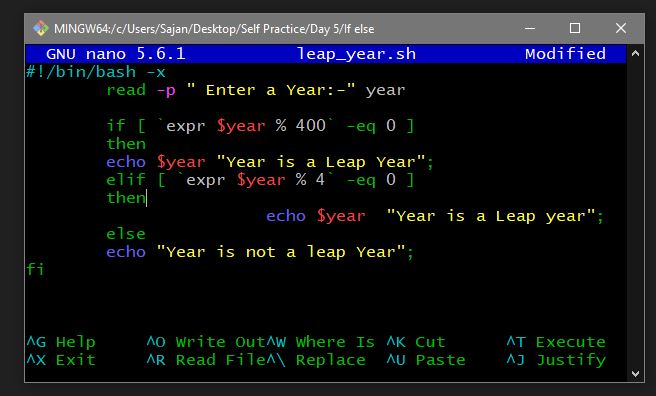 MINGW64:/c/Users/Sajan/Desktop/Self Practice/Day 5/If else
GNU nano 5.6.1 leap_year.sh Modified
#!/bin/bash -x
read -p " Enter a Year:-" year
if [ `expr $year % 400` -eq 0 ]
then
echo $year "Year is a Leap Year";
elif [ `expr $year % 4` -eq 0 ]
then
echo $year  "Year is a Leap year";
else
echo "Year is not a leap Year";
fi
^G Help ^O Write Out^W Where Is ^K Cut ^T Execute
^X Exit ^R Read File^\ Replace ^U Paste ^J Justify